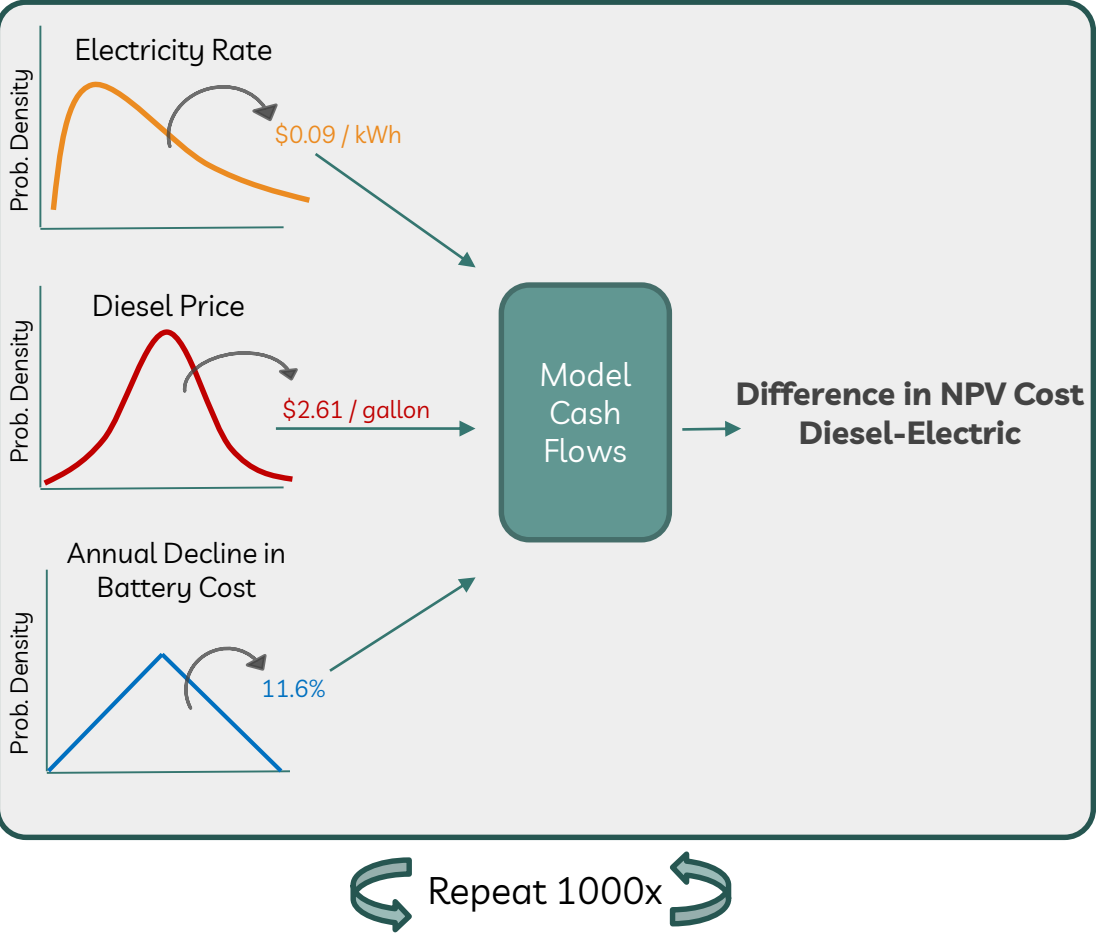 Electricity Rate
Prob. Density
$0.09 / kWh
Diesel Price
Prob. Density
$2.61 / gallon
Annual Decline in
Battery Cost
Prob. Density
11.6%
Model
Cash
Flows
Difference in NPV Cost
Diesel-Electric
Repeat 1000x